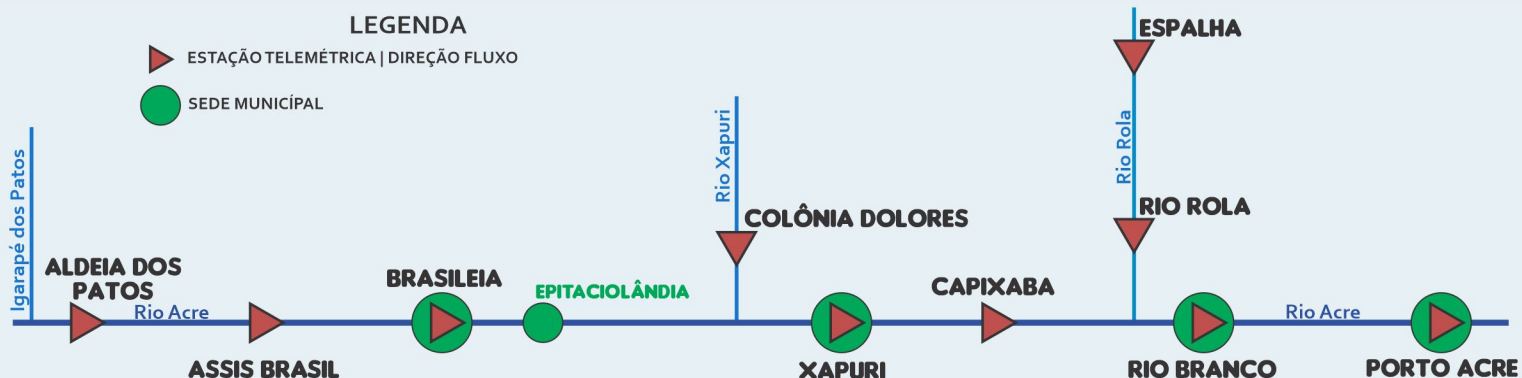 LEGENDA
ESTAÇÃO TELEMÉTRICA | DIREÇÃO FLUXO
SEDE MUNICÍPAL
Igarapé dos Patos
ALDEIA DOS
PATOS
Rio Acre
ASSIS BRASIL
BRASILEIA
EPITACIOLÂNDIA
Rio Xapuri
COLÔNIA DOLORES
XAPURI
CAPIXABA
ESPALHA
Rio Rola
RIO ROLA
RIO BRANCO
Rio Acre
PORTO ACRE